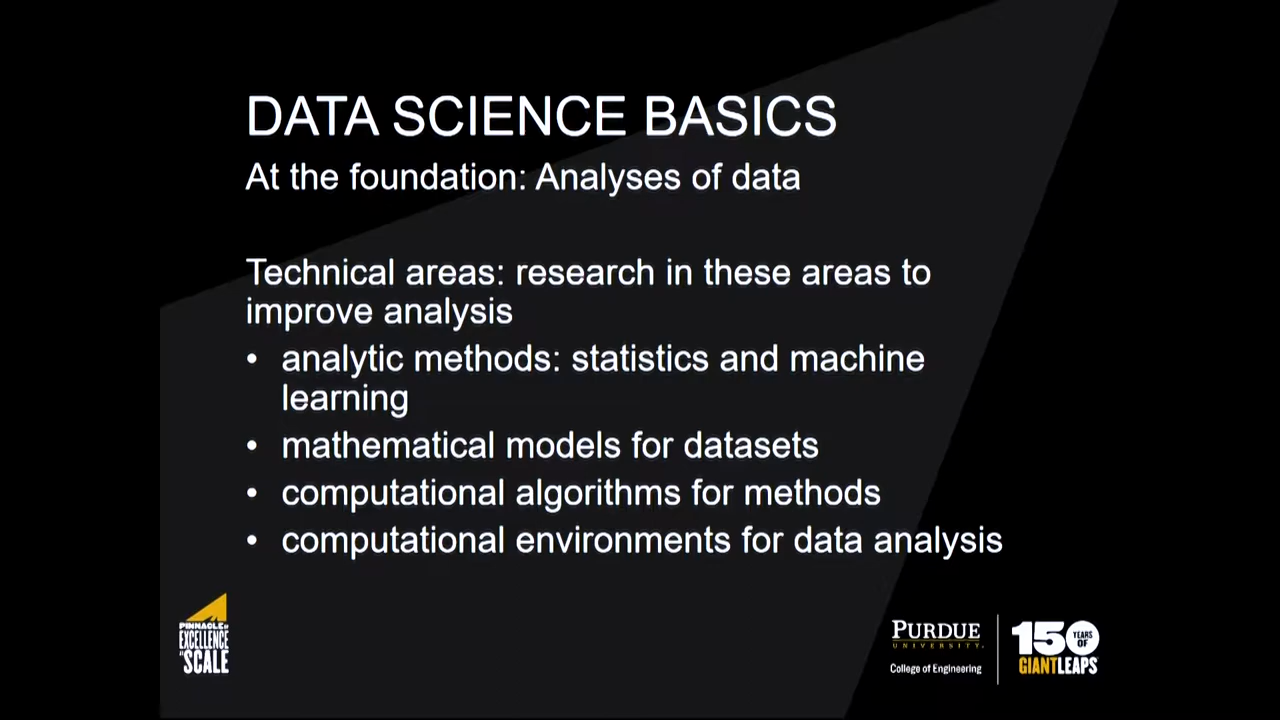 DATA SCIENCE BASICS
At the foundation: Analyses of data
Technical areas: research in these areas to
improve analysis
• analytic methods: statistics and machine
learning
• mathematical models for datasets
• computational algorithms for methods
• computational environments for data analysis
PINNACLE OF
EXCELLENCE
AT SCALE
PURDUE
UNIVERSITY
College of Engineering
150
YEARS
OF
GIANT LEAPS